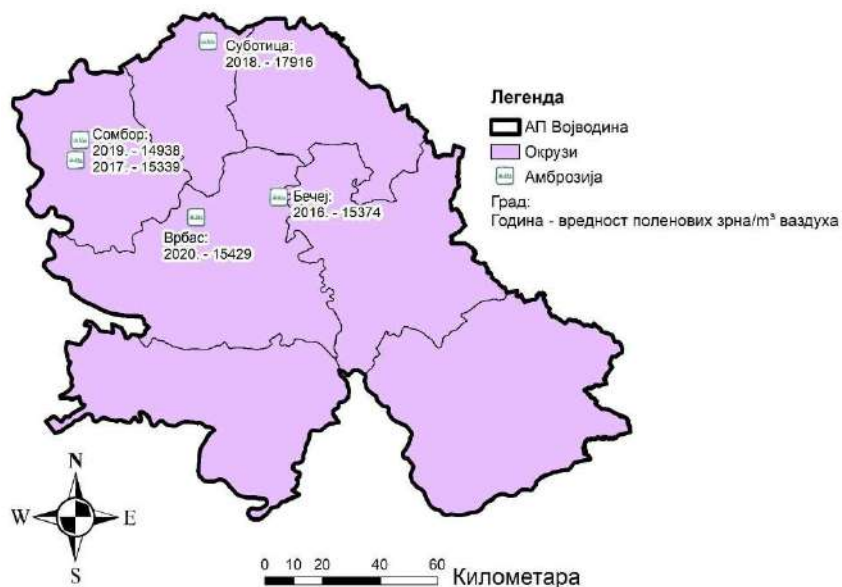 Суботица:
2018. - 17916
Сомбор:
2019. - 14938
2017. - 15339
Бечеј:
2016. - 15374
Врбас:
2020. - 15429
Легенда
АП Војводина
Окрузи
Амброзија
Град:
Година - вредност поленових зрна/m³ ваздуха
N
W E
S
0 10 20 40 60
Километара